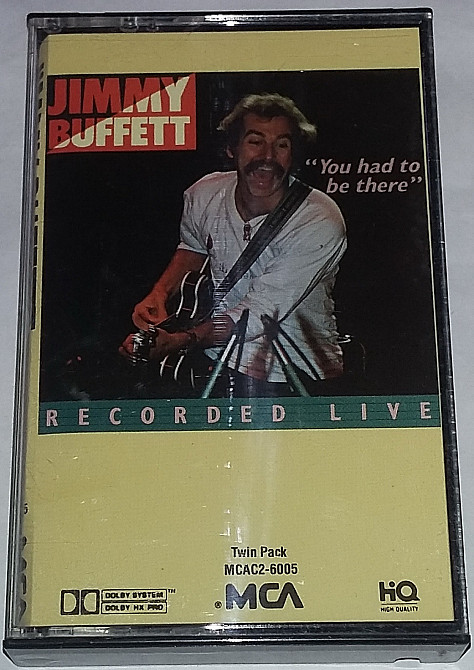 JIMMY
BUFFETT
"You had to
be there"
RECORDED LIVE
Twin Pack
MCAC2-6005
DOLBY SYSTEM™
DOLBY HX PRO
®MCA
HQ
HIGH QUALITY